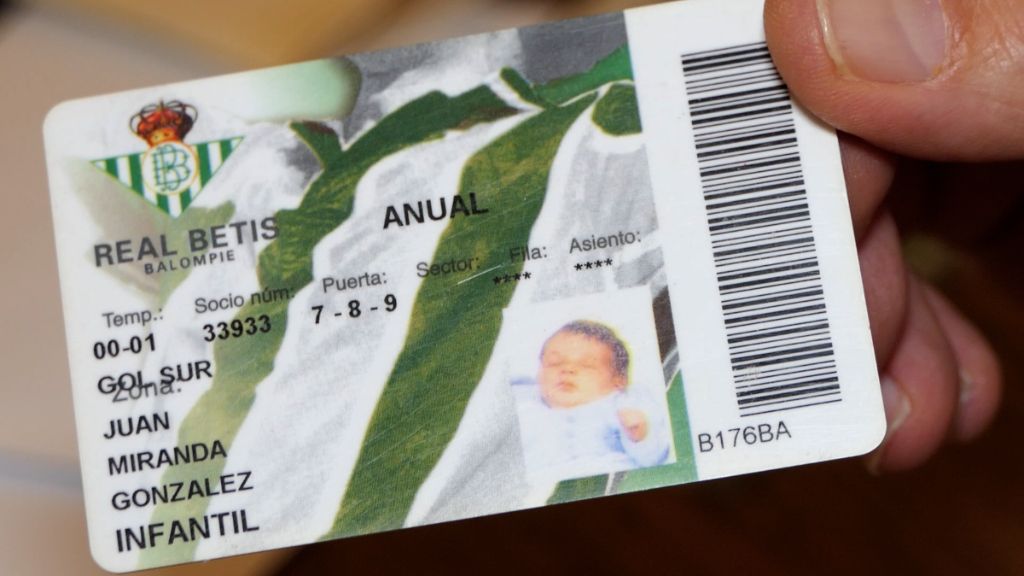 REAL BETIS
BALOMPIE
ANUAL
Temp.: Socio núm: Puerta: Sector: Fila: Asiento:
00-01 33933 7 - 8 - 9 **** ****
Zona:
GOL SUR
JUAN
MIRANDA
GONZALEZ
INFANTIL
B176BA